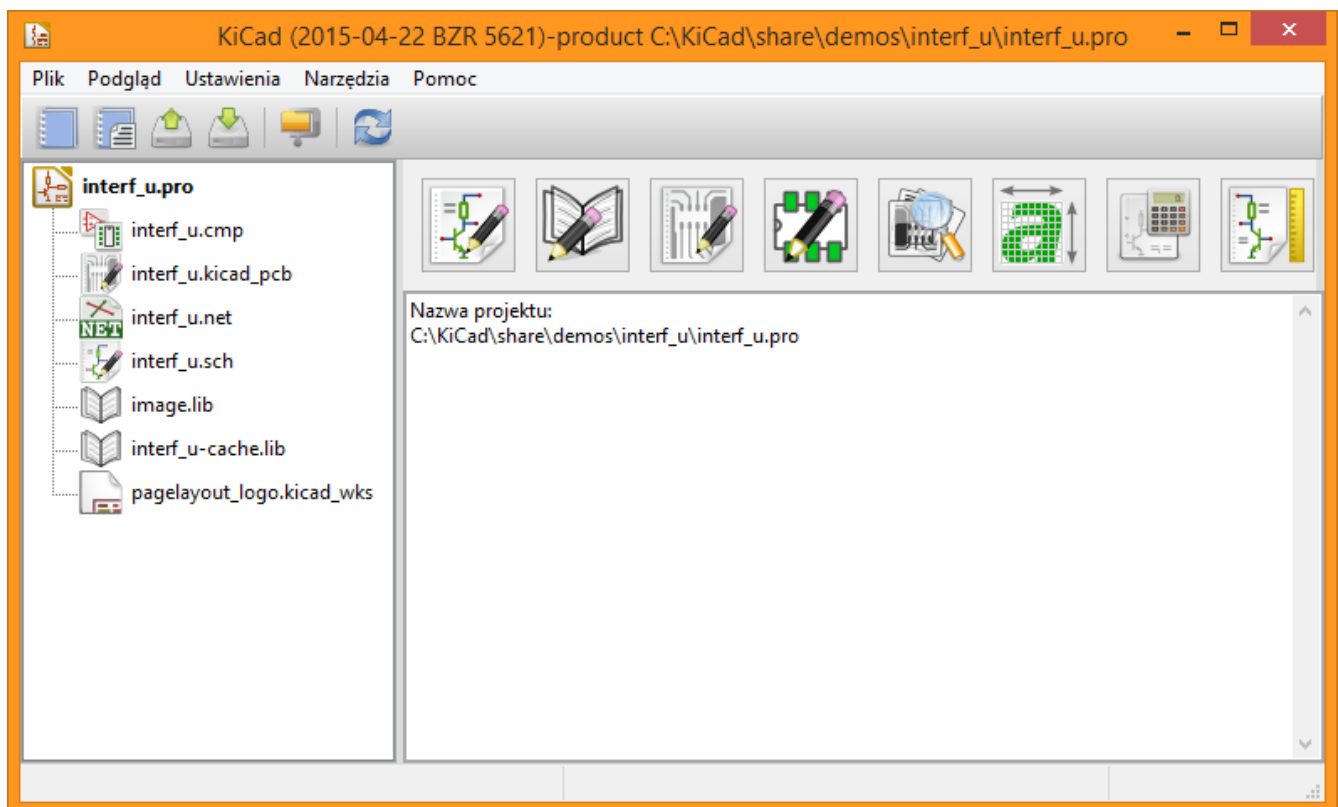 KiCad (2015-04-22 BZR 5621)-product C:\KiCad\share\demos\interf_u\interf_u.pro
Plik Podgląd Ustawienia Narzędzia Pomoc
interf_u.pro
interf_u.cmp
interf_u.kicad_pcb
NET interf_u.net
interf_u.sch
image.lib
interf_u-cache.lib
pagelayout_logo.kicad_wks
a
Nazwa projektu:
C:\KiCad\share\demos\interf_u\interf_u.pro